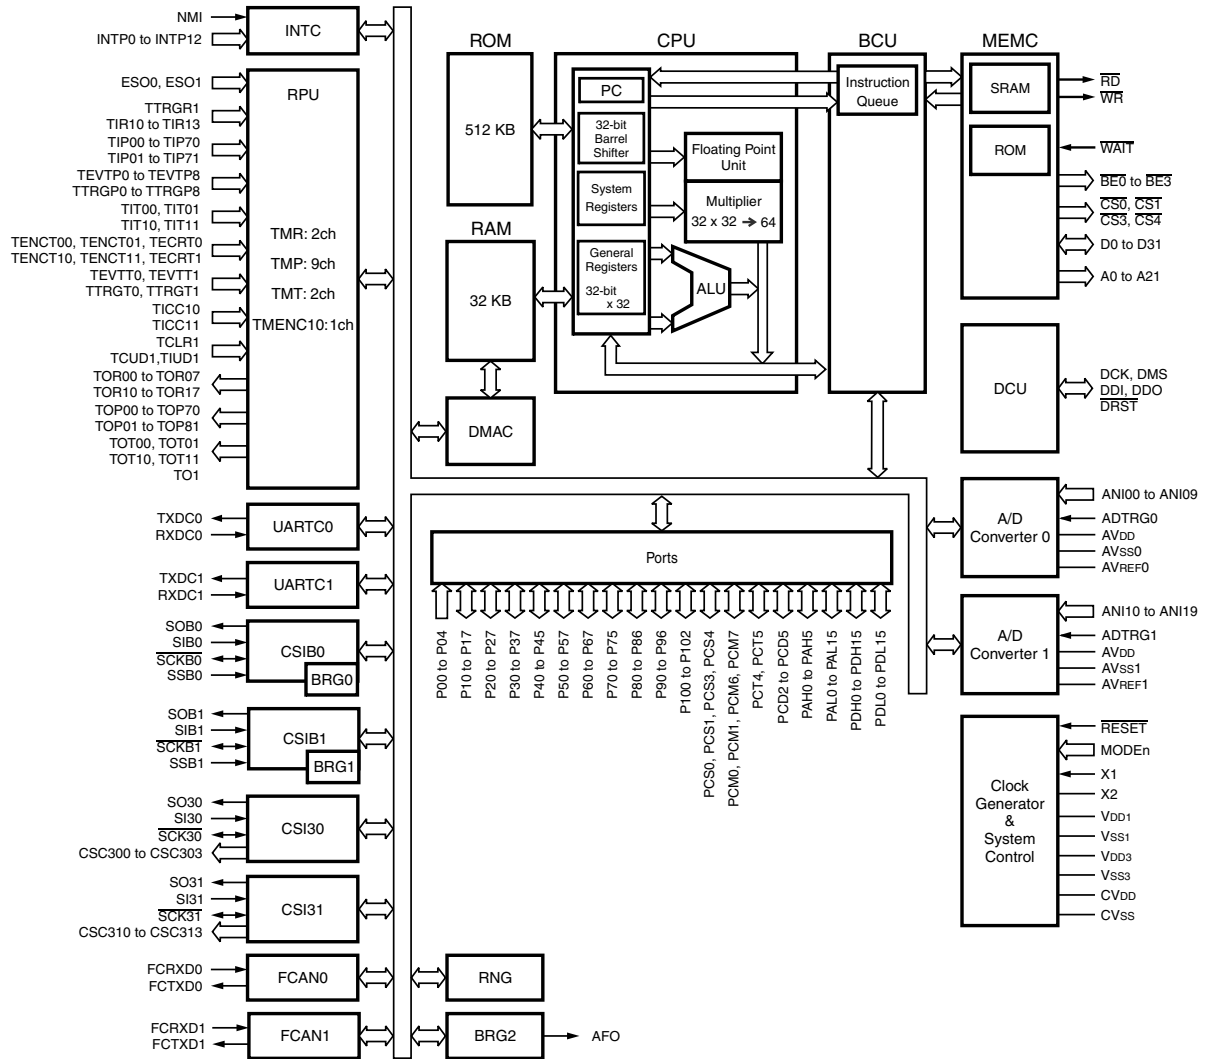 NMI
INTP0 to INTP12
INTC
ESO0, ESO1
TTRGR1
TIR10 to TIR13
TIP00 to TIP70
TIP01 to TIP71
TEVTP0 to TEVTP8
TTRGP0 to TTRGP8
TIT00, TIT01
TIT10, TIT11
TENCT00, TENCT01, TECRT0
TENCT10, TENCT11, TECRT1
TEVTT0, TEVTT1
TTRGT0, TTRGT1
TICC10
TICC11
TCLR1
TCUD1,TIUD1
TOR00 to TOR07
TOR10 to TOR17
TOP00 to TOP70
TOP01 to TOP81
TOT00, TOT01
TOT10, TOT11
TO1
RPU
TMR: 2ch
TMP: 9ch
TMT: 2ch
TMENC10:1ch
TXDC0
RXDC0
UARTC0
TXDC1
RXDC1
UARTC1
SOB0
SIB0
SCKB0
SSB0
CSIB0
BRG0
SOB1
SIB1
SCKB1
SSB1
CSIB1
BRG1
SO30
SI30
SCK30
CSC300 to CSC303
CSI30
SO31
SI31
SCK31
CSC310 to CSC313
CSI31
FCRXD0
FCTXD0
FCAN0
FCRXD1
FCTXD1
FCAN1
ROM
512 KB
RAM
32 KB
DMAC
CPU
PC
32-bit
Barrel
Shifter
System
Registers
General
Registers
32-bit
x 32
Floating Point
Unit
Multiplier
32 x 32 → 64
ALU
BCU
Instruction
Queue
MEMC
SRAM
ROM
RD
WR
WAIT
BE0 to BE3
CS0, CS1
CS3, CS4
D0 to D31
A0 to A21
DCU
DCK, DMS
DDI, DDO
DRST
Ports
P00 to P04
P10 to P17
P20 to P27
P30 to P37
P40 to P45
P50 to P57
P60 to P67
P70 to P75
P80 to P86
P90 to P96
P100 to P102
PCS0, PCS1, PCS3, PCS4
PCM0, PCM1, PCM6, PCM7
PCT4, PCT5
PCD2 to PCD5
PAH0 to PAH5
PAL0 to PAL15
PDH0 to PDH15
PDL0 to PDL15
A/D
Converter 0
ANI00 to ANI09
ADTRG0
AVDD
AVSS0
AVREF0
A/D
Converter 1
ANI10 to ANI19
ADTRG1
AVDD
AVSS1
AVREF1
Clock
Generator
&
System
Control
RESET
MODEn
X1
X2
VDD1
VSS1
VDD3
VSS3
CVDD
CVSS
RNG
BRG2
AFO